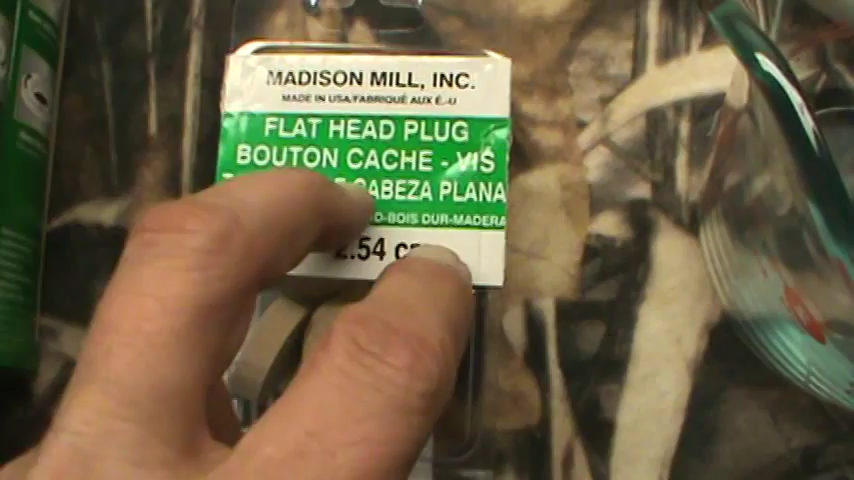 MADISON MILL, INC.
MADE IN USA/FABRIQUÉ AUX É.-U
FLAT HEAD PLUG
BOUTON CACHE - VIS
CABEZA PLANA
BOIS DUR-MADERA
2.54